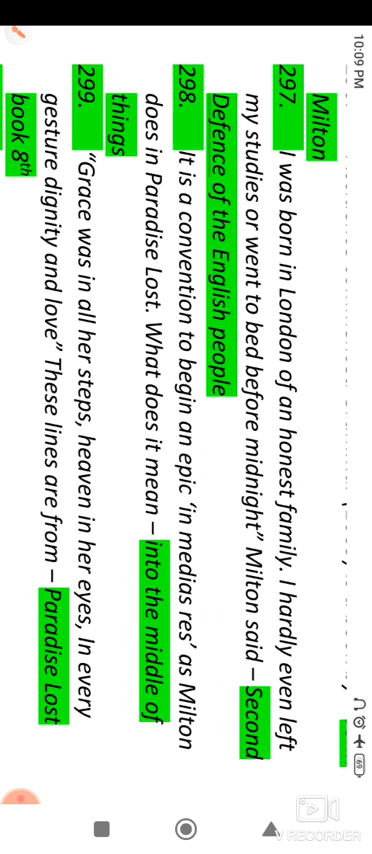 10:09 PM
69
Milton
297. I was born in London of an honest family. I hardly even left
my studies or went to bed before midnight” Milton said – Second
Defence of the English people
298. It is a convention to begin an epic ‘in medias res’ as Milton
does in Paradise Lost. What does it mean – into the middle of
things
299. “Grace was in all her steps, heaven in her eyes, In every
gesture dignity and love” These lines are from – Paradise Lost
book 8th
V RECORDER